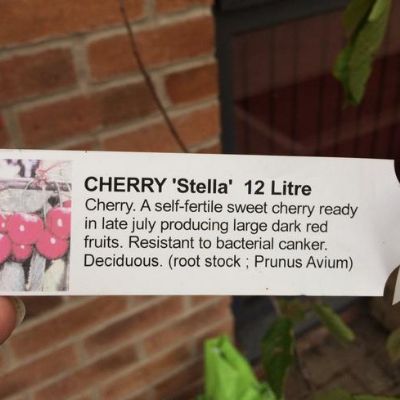 CHERRY 'Stella' 12 Litre
Cherry. A self-fertile sweet cherry ready
in late july producing large dark red
fruits. Resistant to bacterial canker.
Deciduous. (root stock ; Prunus Avium)